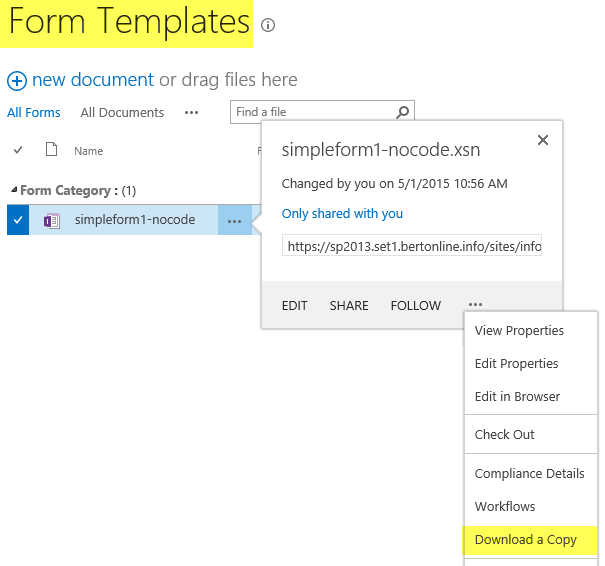 Form Templates
new document or drag files here
All Forms All Documents ... Find a file
Name
Form Category : (1)
simpleform1-nocode ...
simpleform1-nocode.xsn
Changed by you on 5/1/2015 10:56 AM
Only shared with you
https://sp2013.set1.bertonline.info/sites/info
EDIT SHARE FOLLOW ...
View Properties
Edit Properties
Edit in Browser
Check Out
Compliance Details
Workflows
Download a Copy